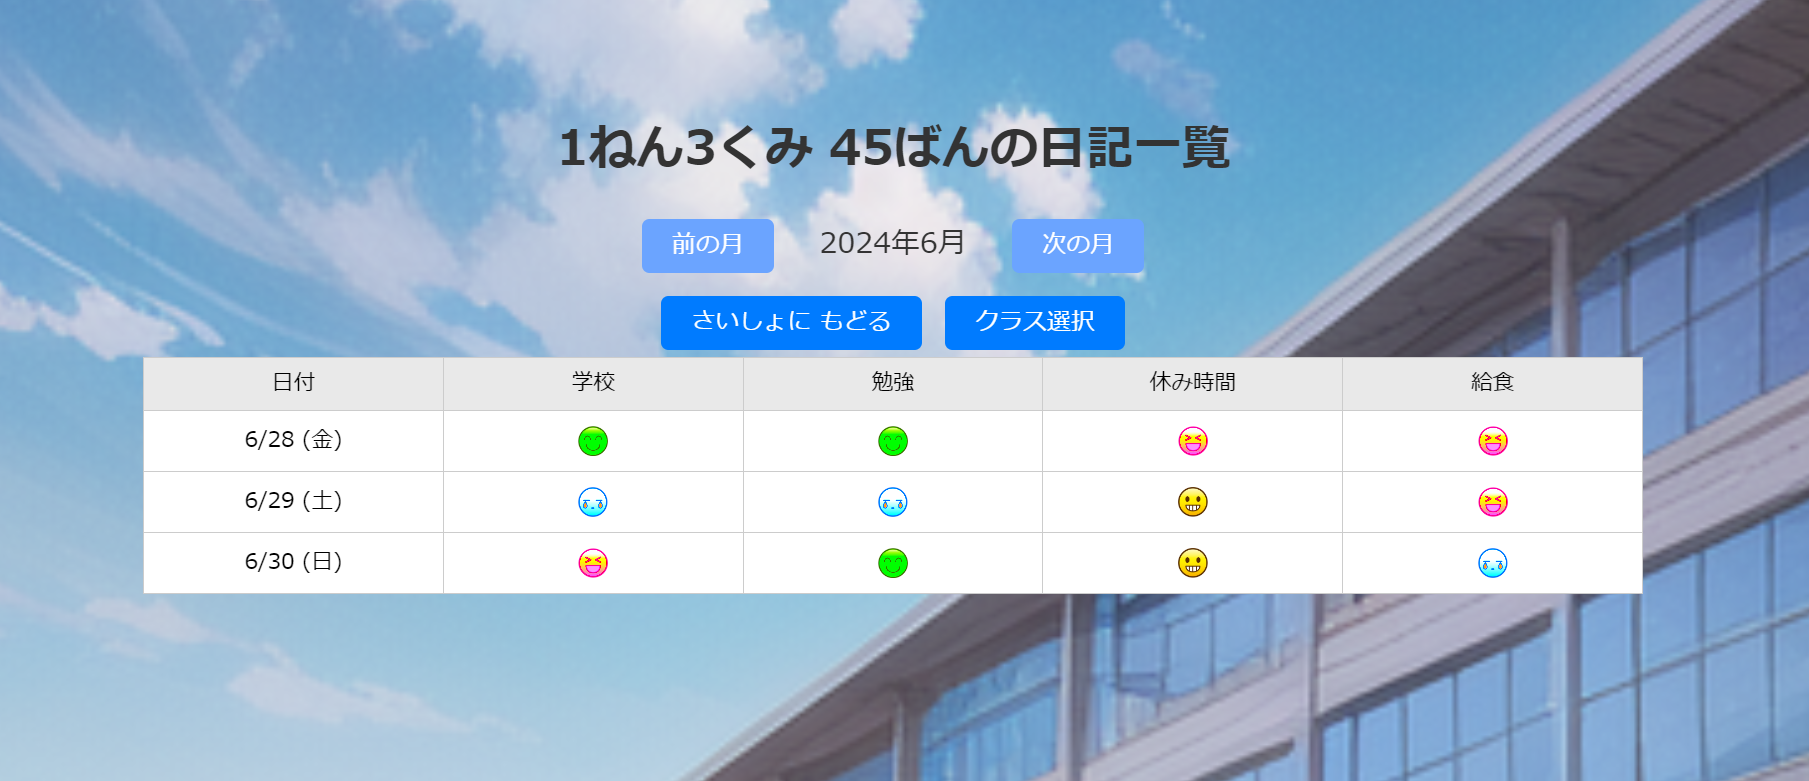 1ねん3くみ 45ばんの日記一覧
前の月 2024年6月 次の月
さいしょに もどる クラス選択
日付 学校 勉強 休み時間 給食
6/28 (金)
6/29 (土)
6/30 (日)